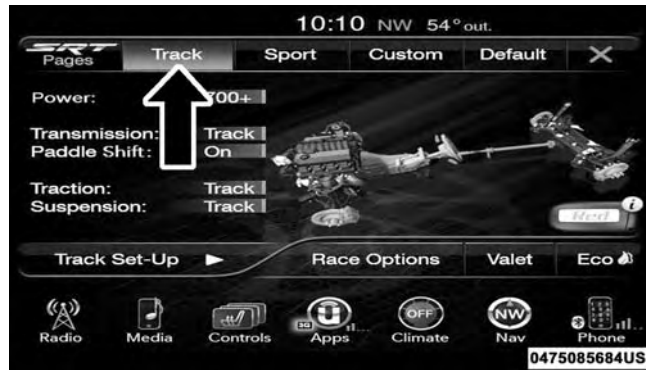 10:10 NW 54° out.
SRT Pages Track Sport Custom Default X
Power: 700+
Transmission: Track
Paddle Shift: On
Traction: Track
Suspension: Track
Red i
Track Set-Up Race Options Valet Eco
OFF NW
3G
Radio Media Controls Apps Climate Nav Phone
0475085684US